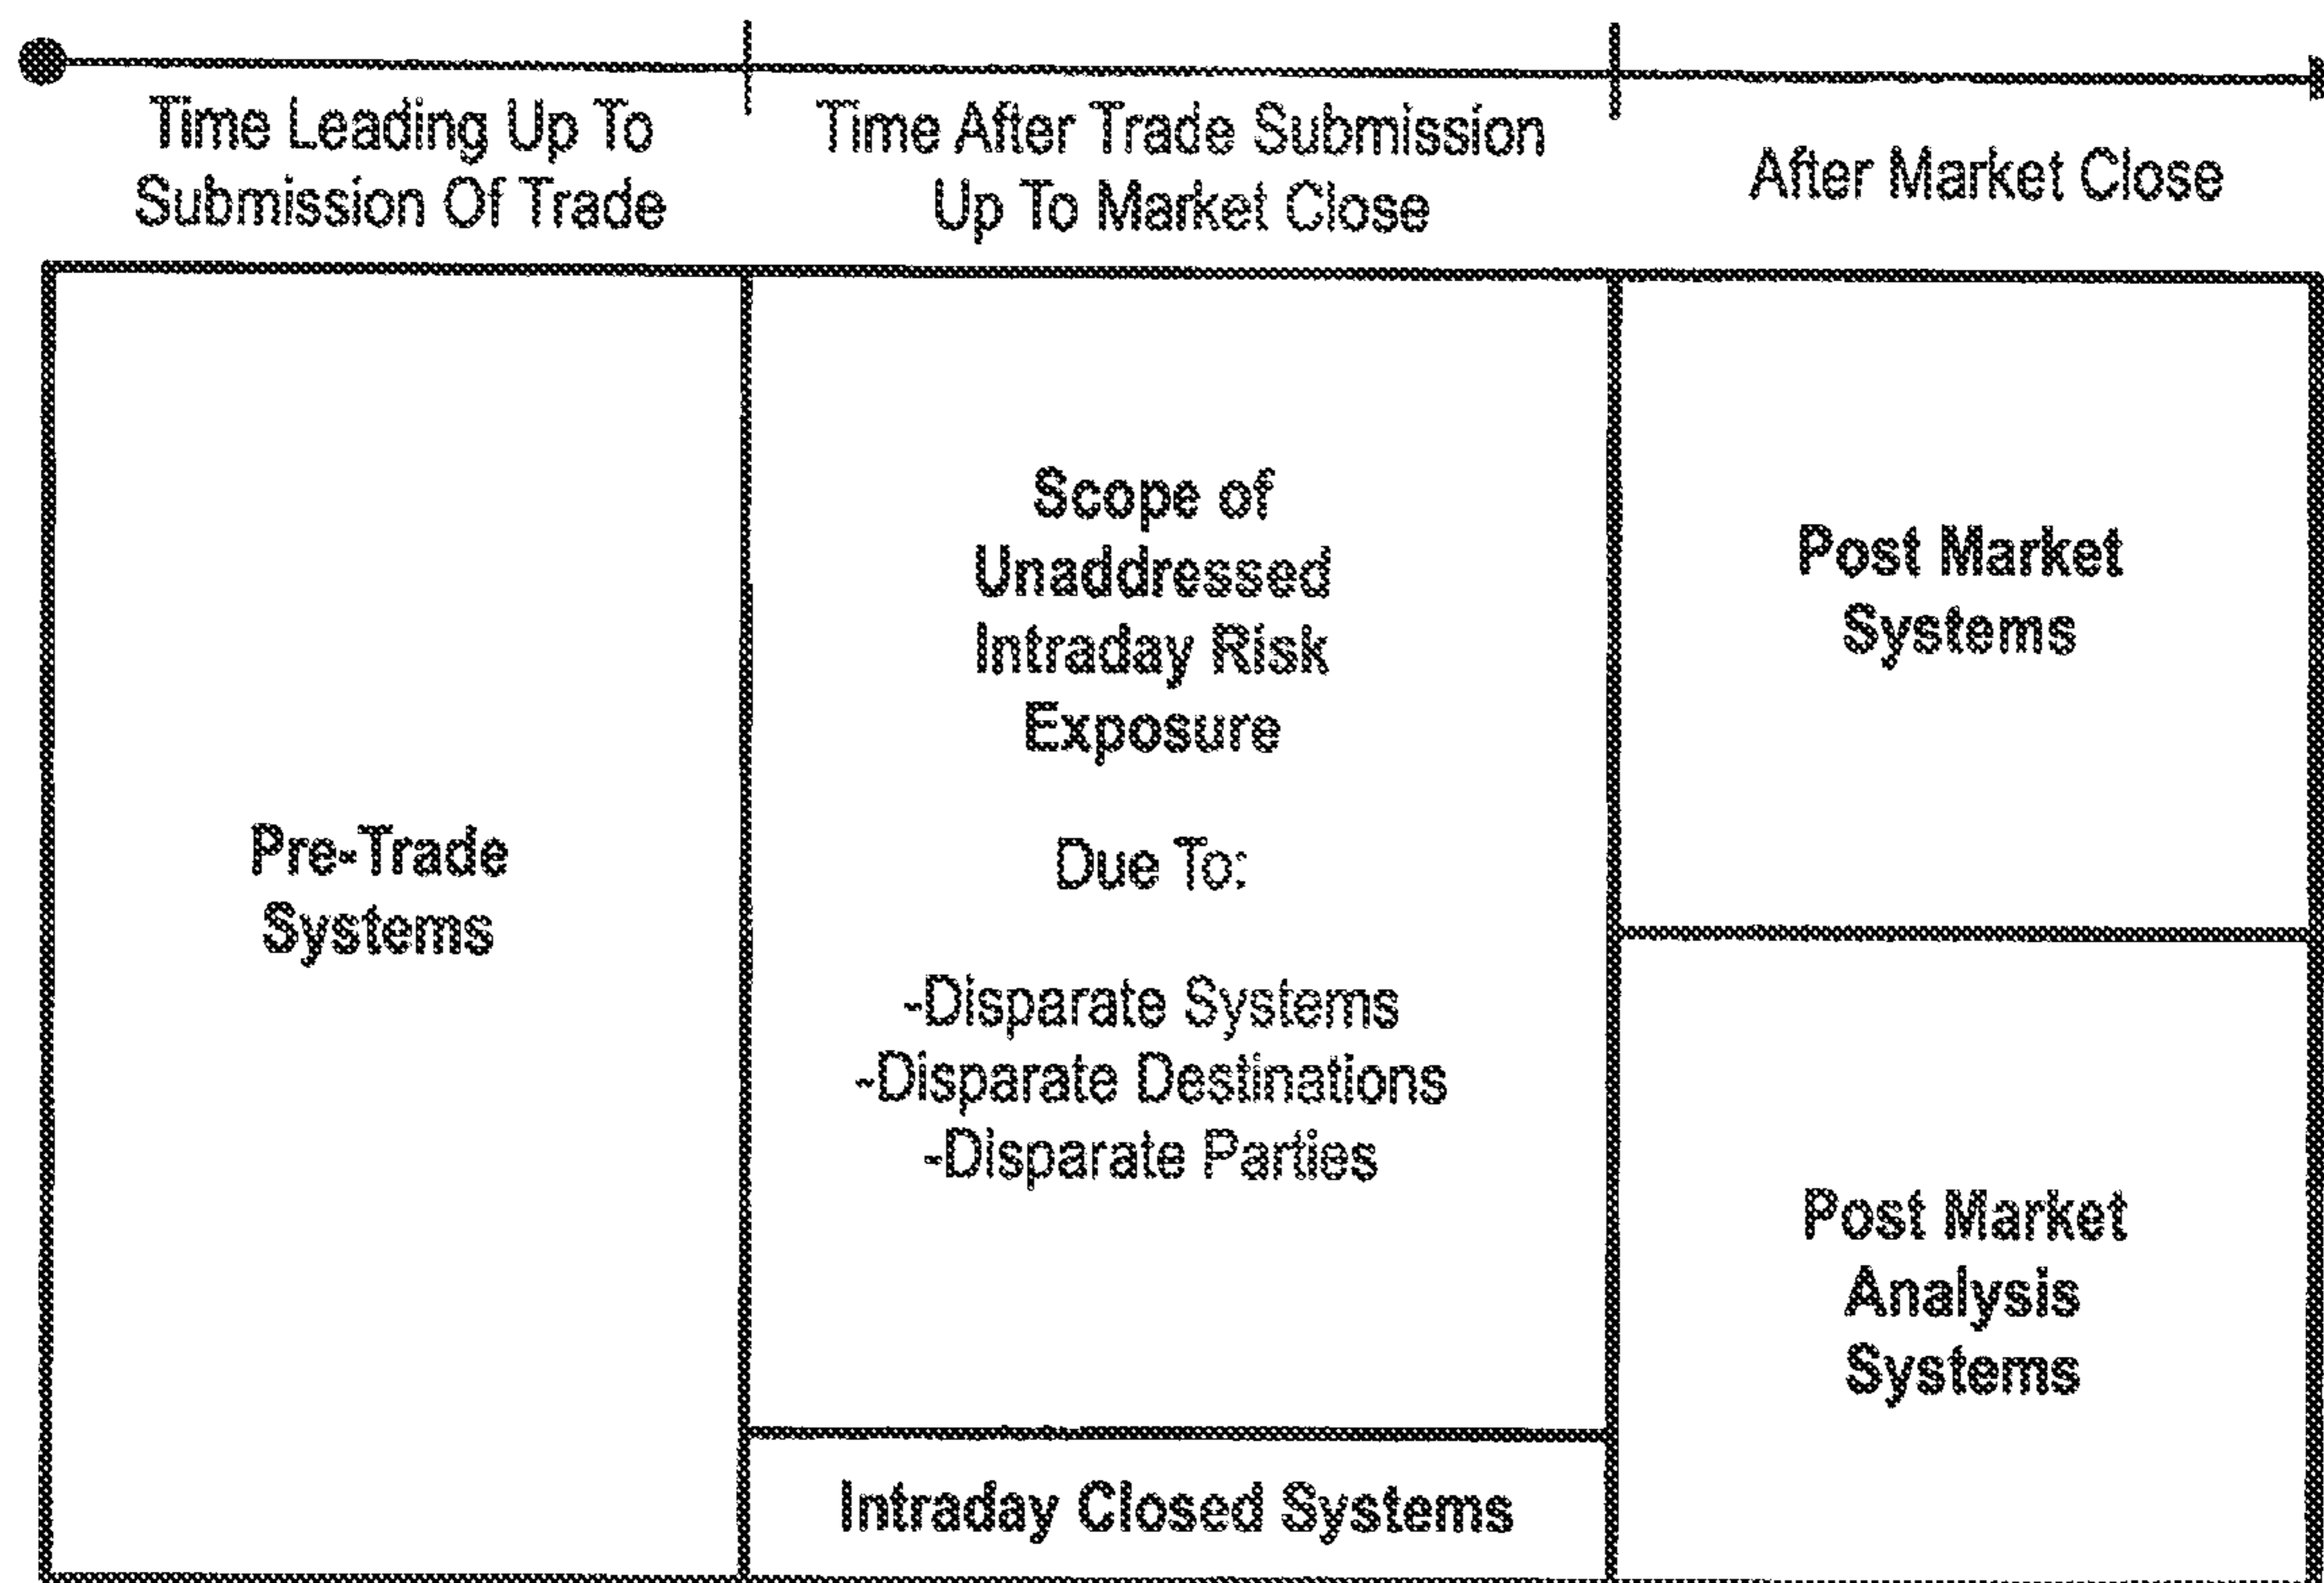 Time Leading Up To
Submission Of Trade
Time After Trade Submission
Up To Market Close
After Market Close
Pre-Trade
Systems
Scope of
Unaddressed
Intraday Risk
Exposure
Due To:
-Disparate Systems
-Disparate Destinations
-Disparate Parties
Intraday Closed Systems
Post Market
Systems
Post Market
Analysis
Systems